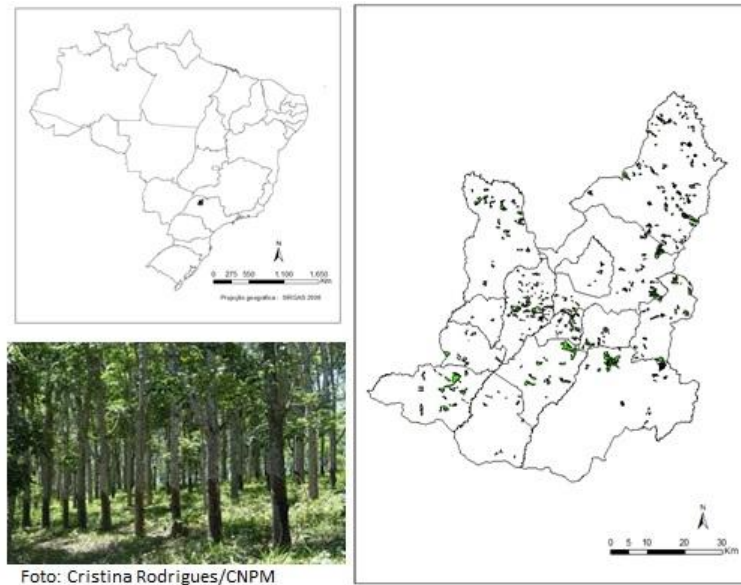 N
0 275 550 1.100 1.650
Km
Projeção geográfica: SIRGAS 2000
Foto: Cristina Rodrigues/CNPM
N
0 5 10 20 30
Km